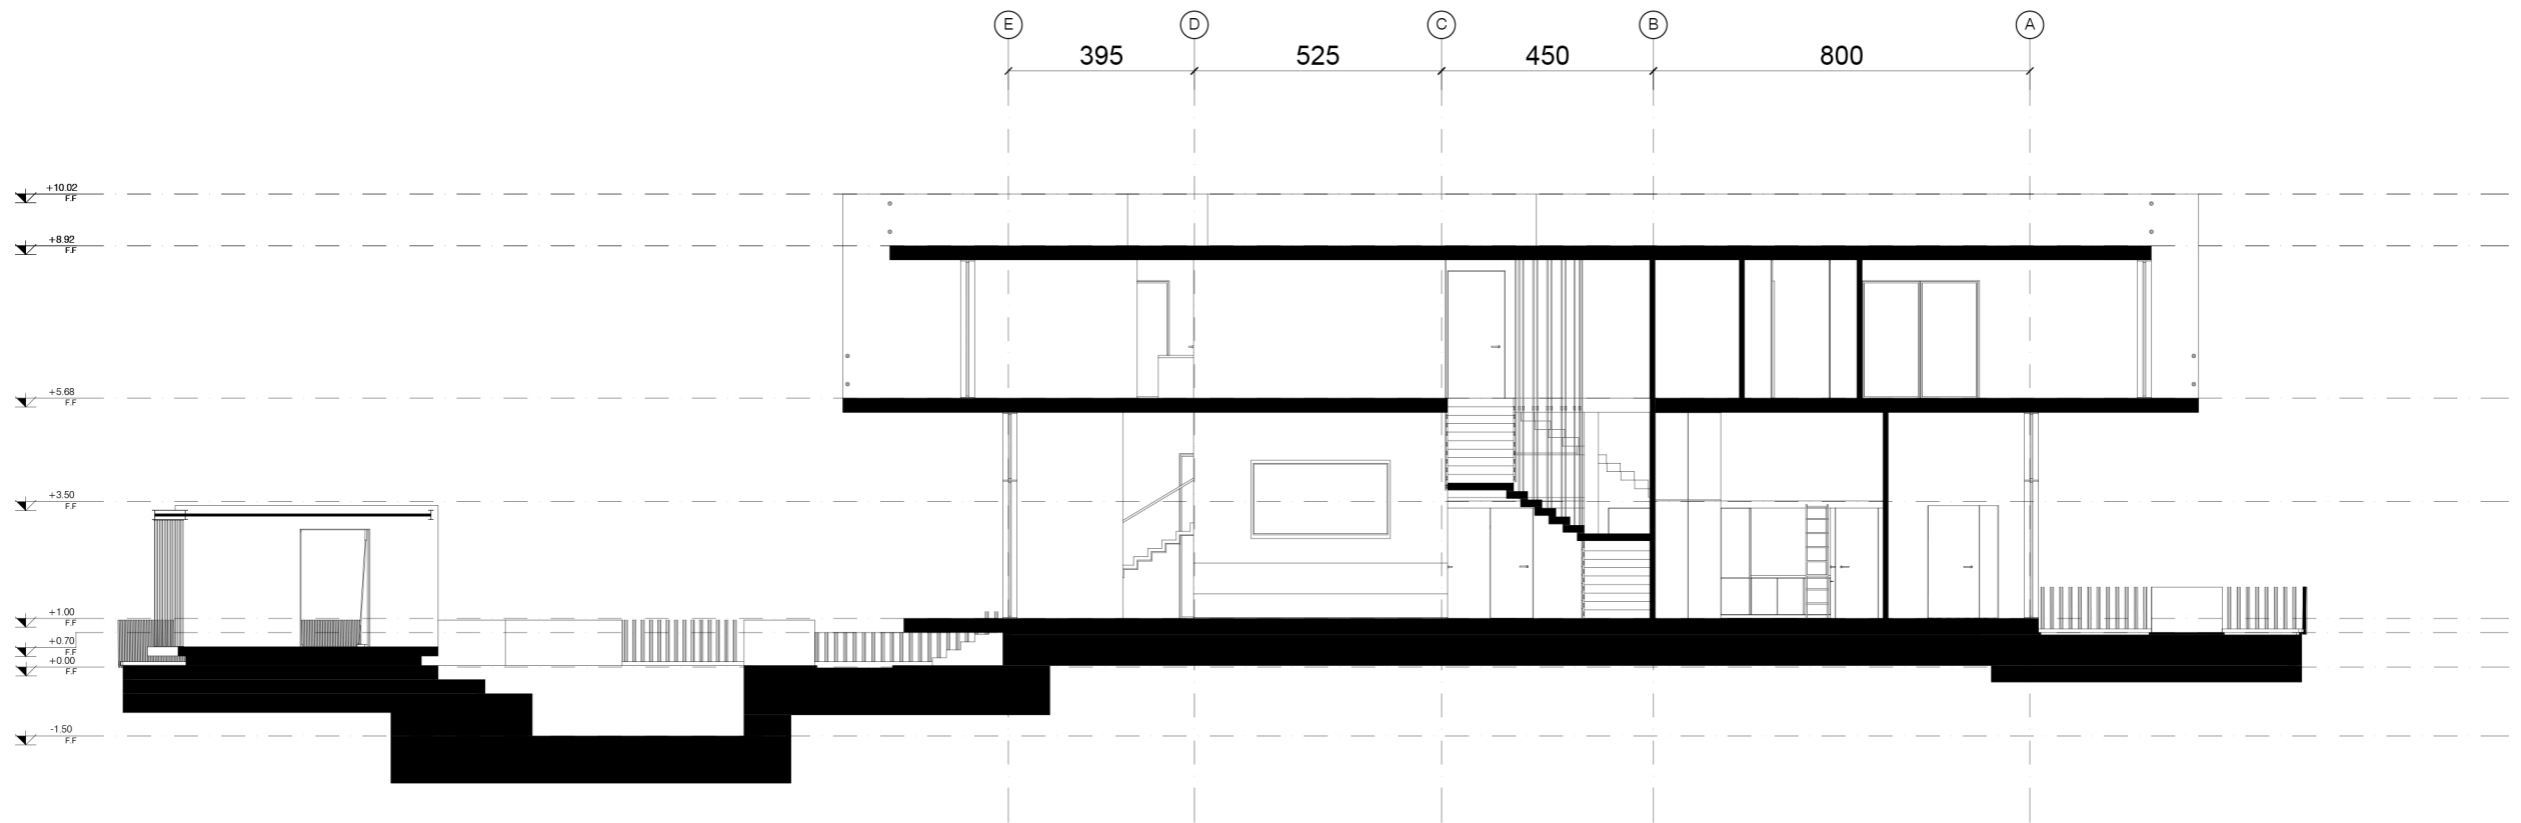 E D C B A
395 525 450 800
+10.02
F.F
+8.92
F.F
+5.68
F.F
+3.50
F.F
+1.00
F.F
+0.70
F.F
+0.00
F.F
-1.50
F.F